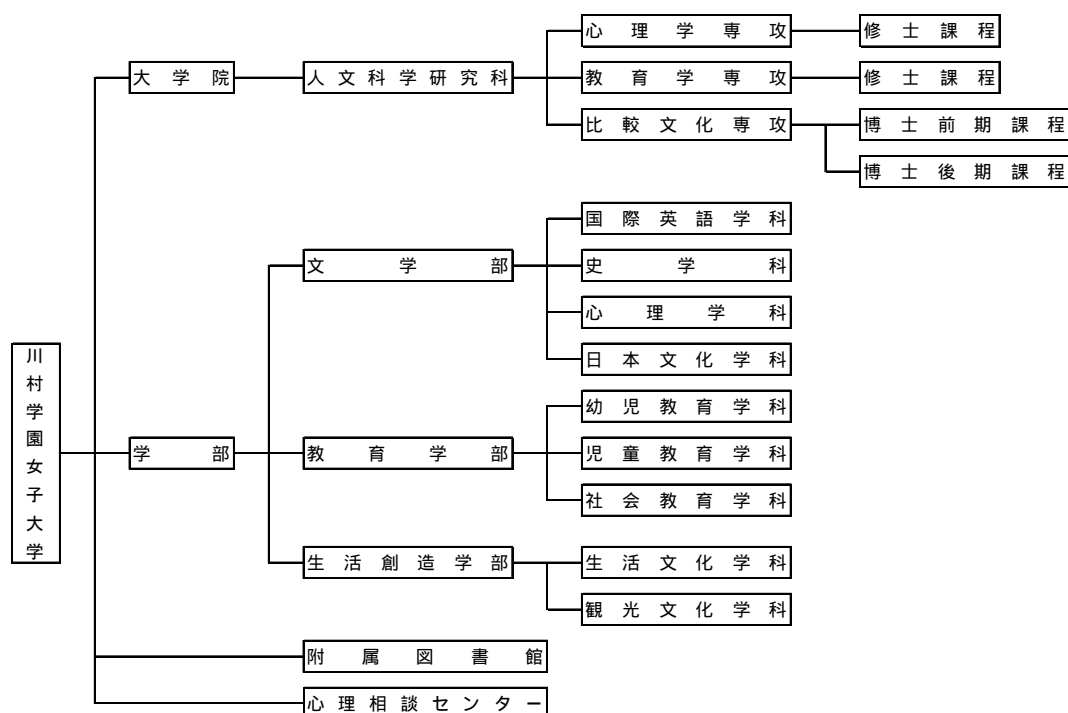 心理学専攻
修士課程
大学院
人文科学研究科
教育学専攻
修士課程
比較文化専攻
博士前期課程
博士後期課程
国際英語学科
文学部
史学科
心理学科
日本文化学科
川村学園女子大学
幼児教育学科
学部
教育学部
児童教育学科
社会教育学科
生活創造学部
生活文化学科
観光文化学科
附属図書館
心理相談センター